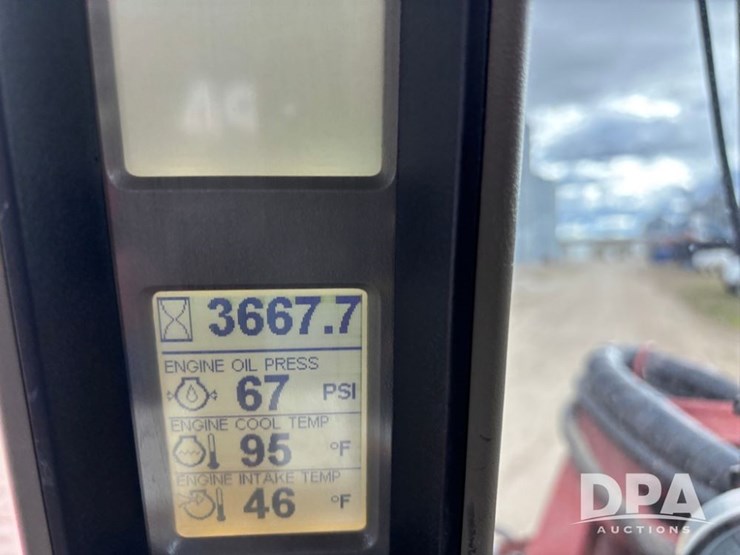 3667.7
ENGINE OIL PRESS
67 PSI
ENGINE COOL TEMP
95 °F
ENGINE INTAKE TEMP
46 °F
DPA
AUCTIONS